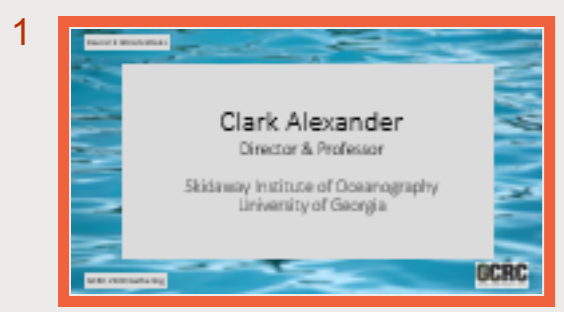 1
Clark Alexander
Director & Professor
Skidaway Institute of Oceanography
University of Georgia
GCRC